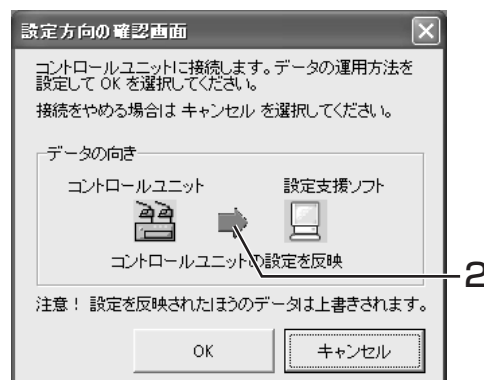 設定方向の確認画面
コントロールユニットに接続します。データの運用方法を
設定して OK を選択してください。
接続をやめる場合は キャンセル を選択してください。
データの向き
コントロールユニット 設定支援ソフト
コントロールユニットの設定を反映
2
注意！ 設定を反映されたほうのデータは上書きされます。
OK キャンセル